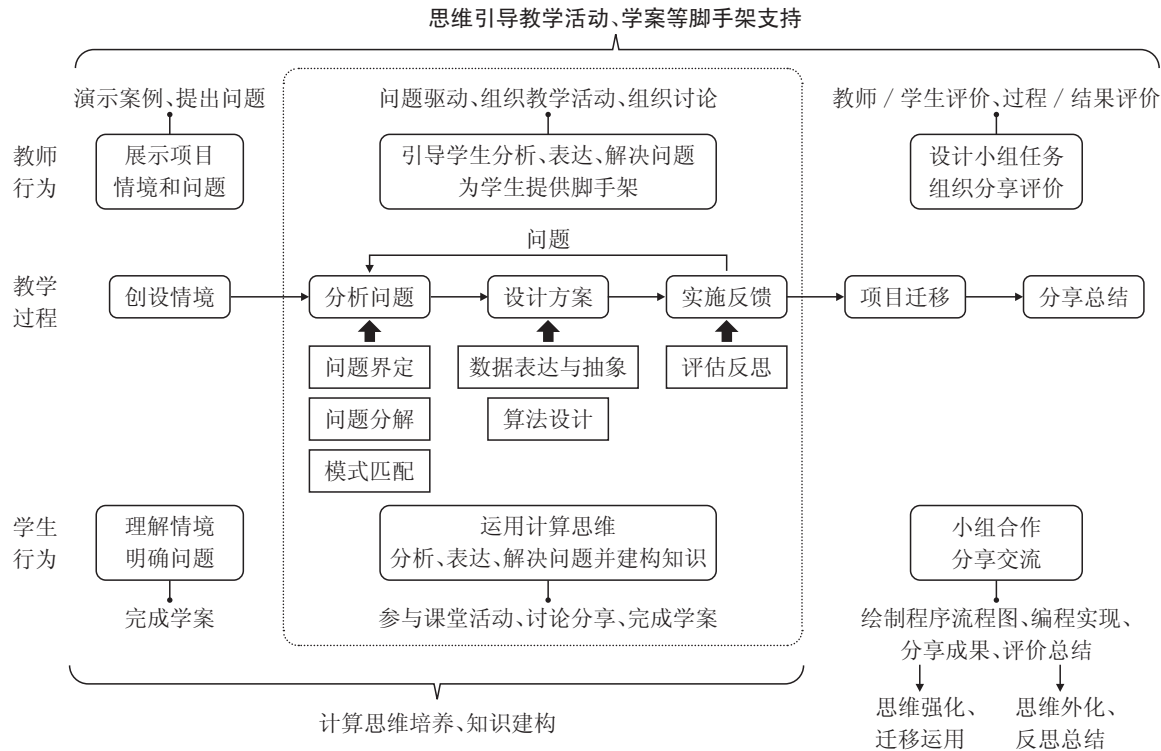 思维引导教学活动、学案等脚手架支持
演示案例、提出问题
问题驱动、组织教学活动、组织讨论
教师/学生评价、过程/结果评价
教师
行为
展示项目
情境和问题
引导学生分析、表达、解决问题
为学生提供脚手架
设计小组任务
组织分享评价
问题
教学
过程
创设情境
分析问题
设计方案
实施反馈
项目迁移
分享总结
问题界定
数据表达与抽象
评估反思
问题分解
算法设计
模式匹配
学生
行为
理解情境
明确问题
运用计算思维
分析、表达、解决问题并建构知识
小组合作
分享交流
完成学案
参与课堂活动、讨论分享、完成学案
绘制程序流程图、编程实现、
分享成果、评价总结
计算思维培养、知识建构
思维强化、
迁移运用
思维外化、
反思总结